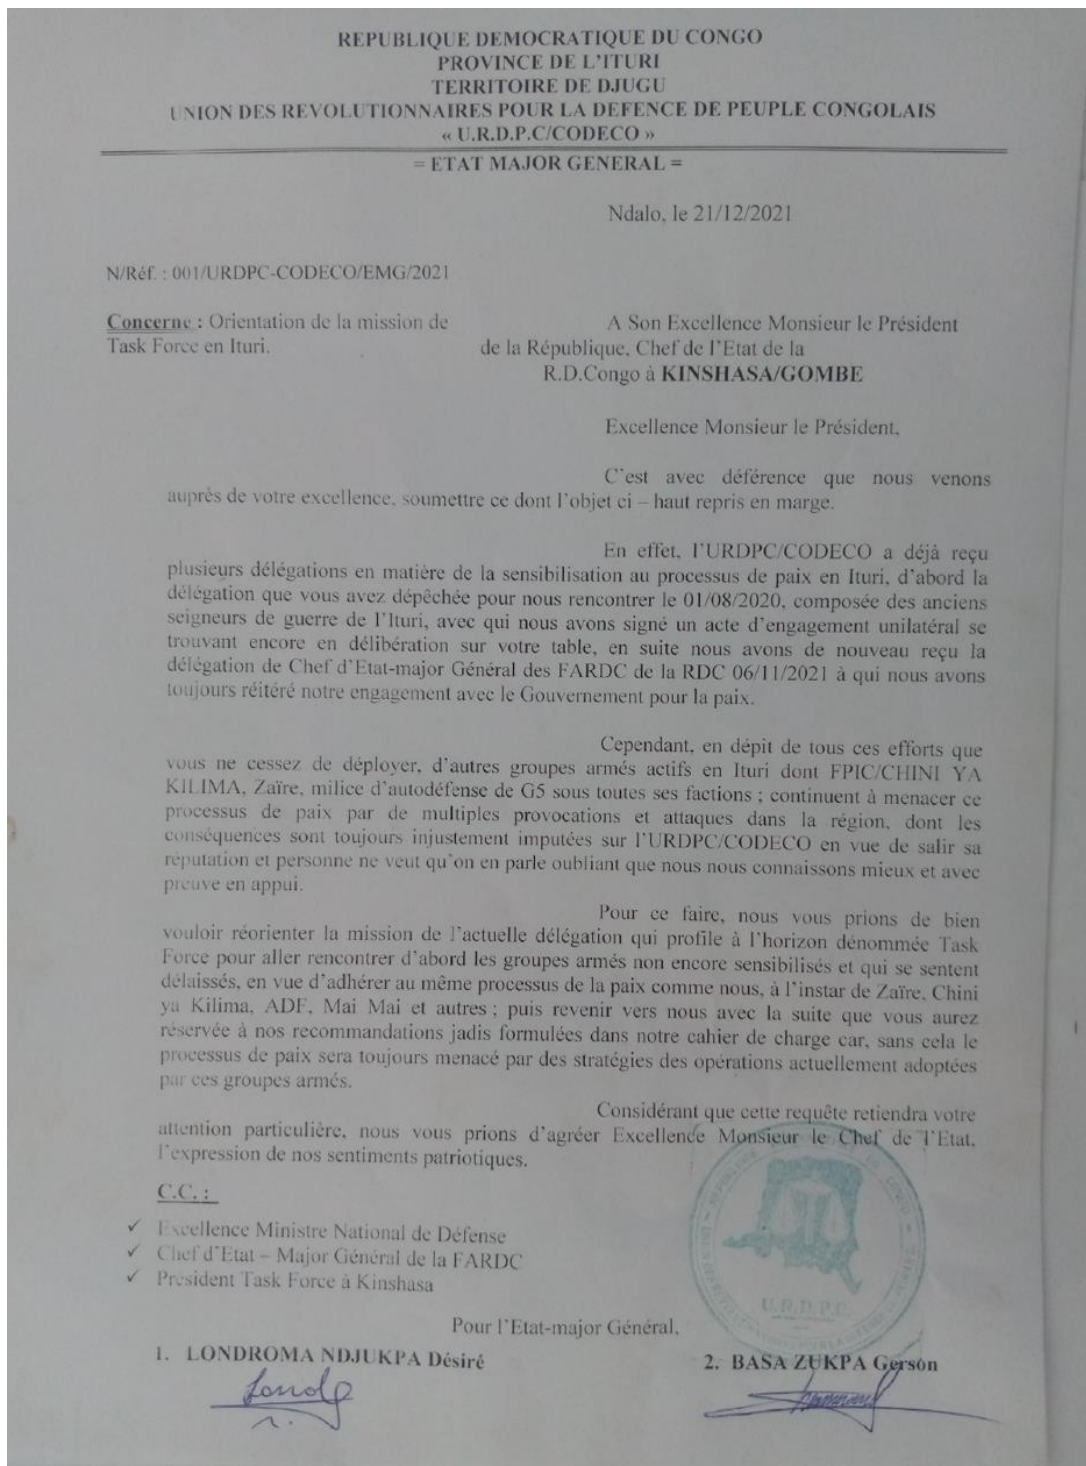 REPUBLIQUE DEMOCRATIQUE DU CONGO
PROVINCE DE L'ITURI
TERRITOIRE DE DJUGU
UNION DES REVOLUTIONNAIRES POUR LA DEFENCE DE PEUPLE CONGOLAIS
« U.R.D.P.C/CODECO »
= ETAT MAJOR GENERAL =
Ndalo, le 21/12/2021
N/Réf. : 001/URDPC-CODECO/EMG/2021
Concerne : Orientation de la mission de
Task Force en Ituri.
A Son Excellence Monsieur le Président
de la République, Chef de l'Etat de la
R.D.Congo à KINSHASA/GOMBE
Excellence Monsieur le Président,
C'est avec déférence que nous venons
auprès de votre excellence, soumettre ce dont l'objet ci – haut repris en marge.
En effet, l'URDPC/CODECO a déjà reçu
plusieurs délégations en matière de la sensibilisation au processus de paix en Ituri, d'abord la
délégation que vous avez dépêchée pour nous rencontrer le 01/08/2020, composée des anciens
seigneurs de guerre de l'Ituri, avec qui nous avons signé un acte d'engagement unilatéral se
trouvant encore en délibération sur votre table, en suite nous avons de nouveau reçu la
délégation de Chef d'Etat-major Général des FARDC de la RDC 06/11/2021 à qui nous avons
toujours réitéré notre engagement avec le Gouvernement pour la paix.
Cependant, en dépit de tous ces efforts que
vous ne cessez de déployer, d'autres groupes armés actifs en Ituri dont FPIC/CHINI YA
KILIMA, Zaïre, milice d'autodéfense de G5 sous toutes ses factions ; continuent à menacer ce
processus de paix par de multiples provocations et attaques dans la région, dont les
conséquences sont toujours injustement imputées sur l'URDPC/CODECO en vue de salir sa
réputation et personne ne veut qu'on en parle oubliant que nous nous connaissons mieux et avec
preuve en appui.
Pour ce faire, nous vous prions de bien
vouloir réorienter la mission de l'actuelle délégation qui profile à l'horizon dénommée Task
Force pour aller rencontrer d'abord les groupes armés non encore sensibilisés et qui se sentent
délaissés, en vue d'adhérer au même processus de la paix comme nous, à l'instar de Zaïre, Chini
ya Kilima, ADF, Mai Mai et autres ; puis revenir vers nous avec la suite que vous aurez
réservée à nos recommandations jadis formulées dans notre cahier de charge car, sans cela le
processus de paix sera toujours menacé par des stratégies des opérations actuellement adoptées
par ces groupes armés.
Considérant que cette requête retiendra votre
attention particulière, nous vous prions d'agréer Excellence Monsieur le Chef de l'Etat,
l'expression de nos sentiments patriotiques.
C.C. :
✓ Excellence Ministre National de Défense
✓ Chef d'Etat – Major Général de la FARDC
✓ President Task Force à Kinshasa
U.R.D.P.C.
Pour l'Etat-major Général,
1. LONDROMA NDJUKPA Désiré
2. BASA ZUKPA Gerson